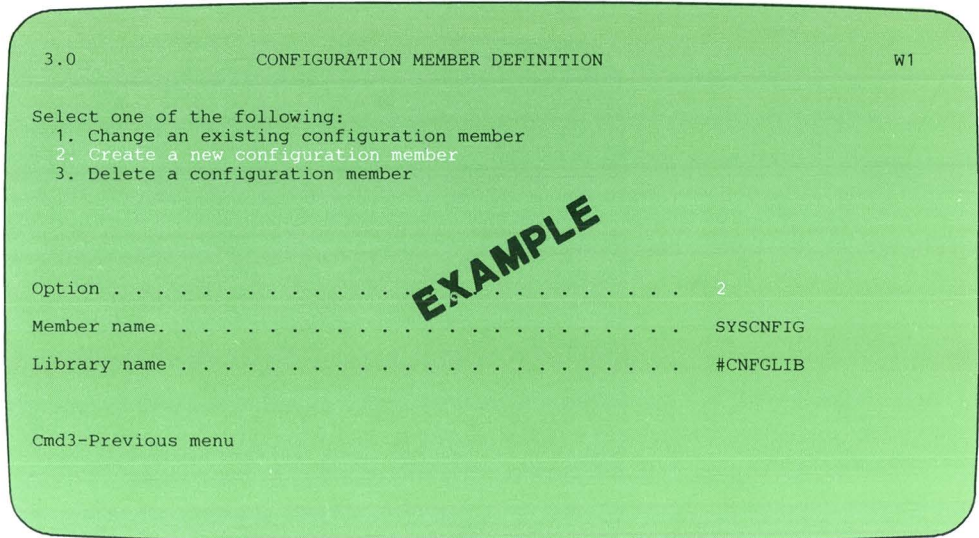 3.0 CONFIGURATION MEMBER DEFINITION W1
Select one of the following:
1. Change an existing configuration member
2. Create a new configuration member
3. Delete a configuration member
EXAMPLE
Option . . . . . . . . . . . . . . . . . . . . . . . . 2
Member name. . . . . . . . . . . . . . . . . . . . . . . SYSCNFIG
Library name . . . . . . . . . . . . . . . . . . . . . . #CNFGLIB
Cmd3-Previous menu